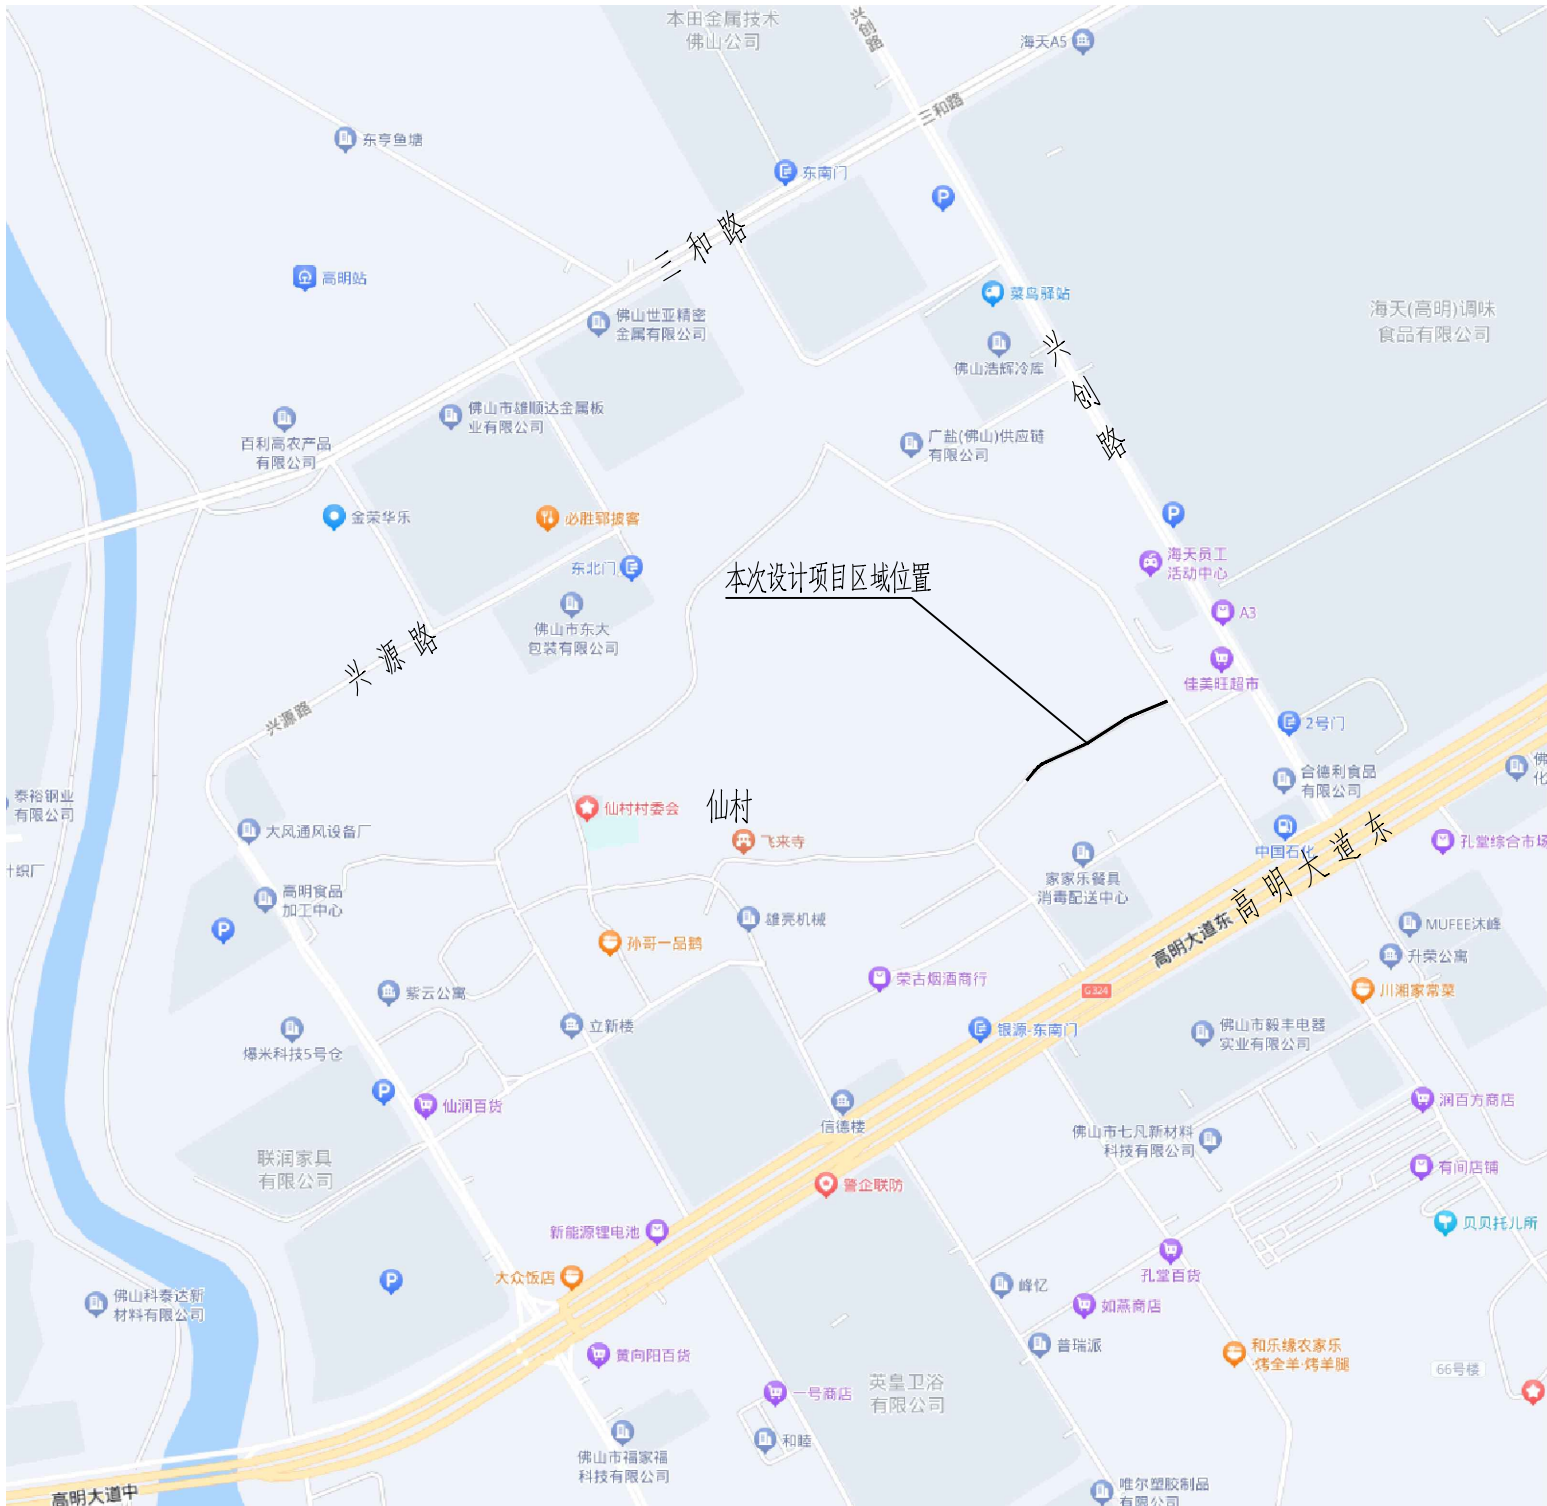 本田金属技术
佛山公司
兴创路
海天A5
三和路
东亨鱼塘
东南门
三和路
高明站
菜鸟驿站
佛山世亚精密
金属有限公司
海天(高明)调味
食品有限公司
佛山浩辉冷库
兴创路
佛山市雄顺达金属板
业有限公司
百利高农产品
有限公司
广盐(佛山)供应链
有限公司
金荣华乐
必胜郓披客
P
P
海天员工
活动中心
东北门
本次设计项目区域位置
A3
佛山市东大
包装有限公司
兴源路
佳美旺超市
兴源路
2号门
合德利食品
有限公司
佛
化
泰裕钢业
有限公司
仙村村委会
仙村
大风通风设备厂
飞来寺
中国石化
高明大道东
孔堂综合市场
织厂
家家乐餐具
消毒配送中心
高明食品
加工中心
P
雄亮机械
MUFEE沐峰
孙哥一品鹅
高明大道东
升荣公寓
荣古烟酒商行
G324
川湘家常菜
紫云公寓
立新楼
银源-东南门
佛山市毅丰电器
实业有限公司
爆米科技5号仓
P
仙润百货
信德楼
润百方商店
佛山市七凡新材料
科技有限公司
联润家具
有限公司
有间店铺
警企联防
新能源锂电池
贝贝托儿所
大众饭店
P
孔堂百货
峰忆
佛山科泰达新
材料有限公司
如燕商店
普瑞派
黄向阳百货
和乐缘农家乐
·烤全羊·烤羊腿
66号楼
英皇卫浴
有限公司
一号商店
和睦
佛山市福家福
科技有限公司
唯尔塑胶制品
有限公司
高明大道中